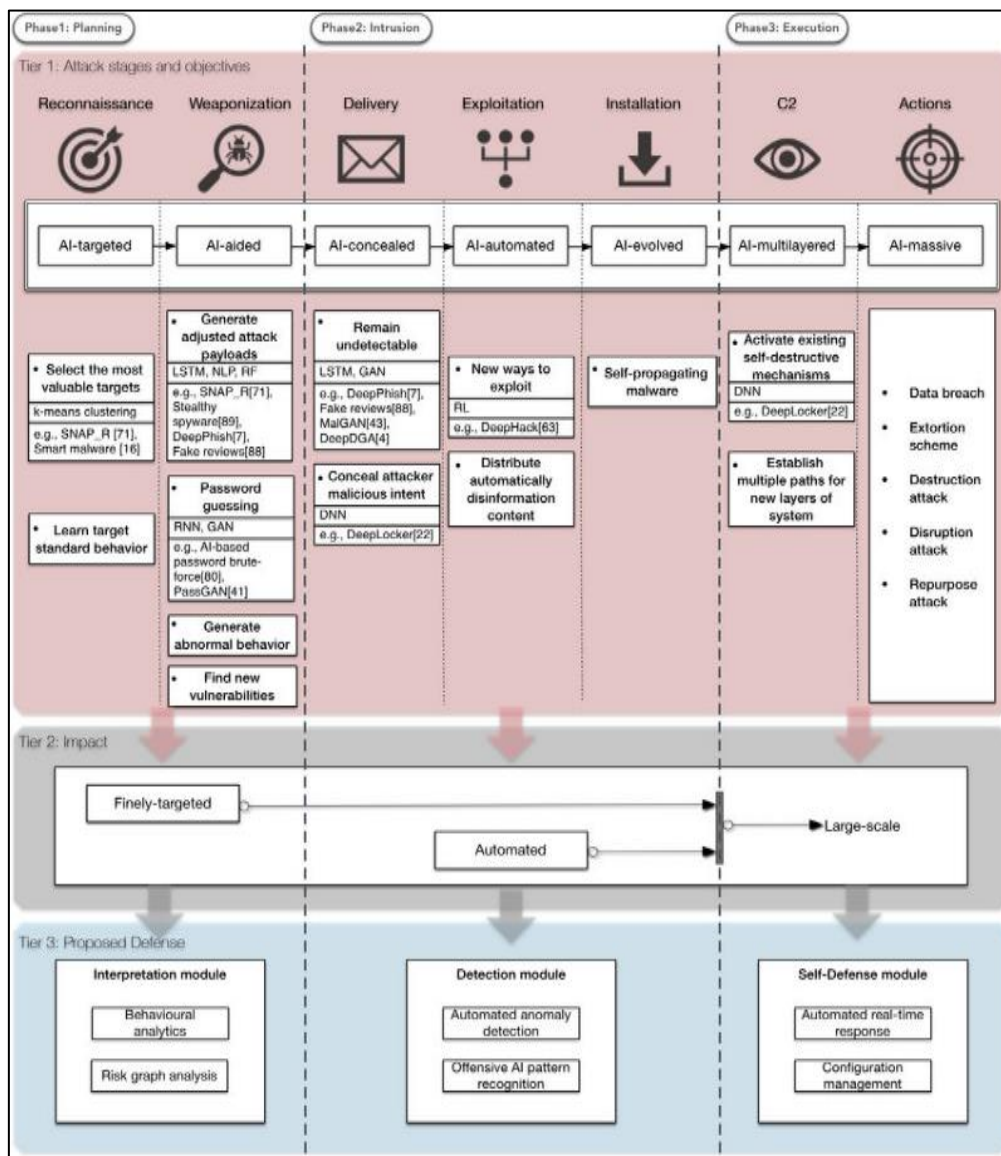 Phase1: Planning
Phase2: Intrusion
Phase3: Execution
Tier 1: Attack stages and objectives
Reconnaissance
Weaponization
Delivery
Exploitation
Installation
C2
Actions
AI-targeted
AI-aided
AI-concealed
AI-automated
AI-evolved
AI-multilayered
AI-massive
• Select the most
valuable targets
k-means clustering
e.g., SNAP_R [71],
Smart malware [16]
• Learn target
standard behavior
• Generate
adjusted attack
payloads
LSTM, NLP, RF
e.g., SNAP_R[71],
Stealthy
spyware[89],
DeepPhish[7],
Fake reviews[88]
• Password
guessing
RNN, GAN
e.g., AI-based
password brute-
force[80],
PassGAN[41]
• Generate
abnormal behavior
• Find new
vulnerabilities
• Remain
undetectable
LSTM, GAN
e.g., DeepPhish[7],
Fake reviews[88],
MalGAN[43],
DeepDGA[4]
• Conceal attacker
malicious intent
DNN
e.g., DeepLocker[22]
• New ways to
exploit
RL
e.g., DeepHack[63]
• Distribute
automatically
disinformation
content
• Self-propagating
malware
• Activate existing
self-destructive
mechanisms
DNN
e.g., DeepLocker[22]
• Establish
multiple paths for
new layers of
system
• Data breach
• Extortion
scheme
• Destruction
attack
• Disruption
attack
• Repurpose
attack
Tier 2: Impact
Finely-targeted
Automated
Large-scale
Tier 3: Proposed Defense
Interpretation module
Behavioural
analytics
Risk graph analysis
Detection module
Automated anomaly
detection
Offensive AI pattern
recognition
Self-Defense module
Automated real-time
response
Configuration
management